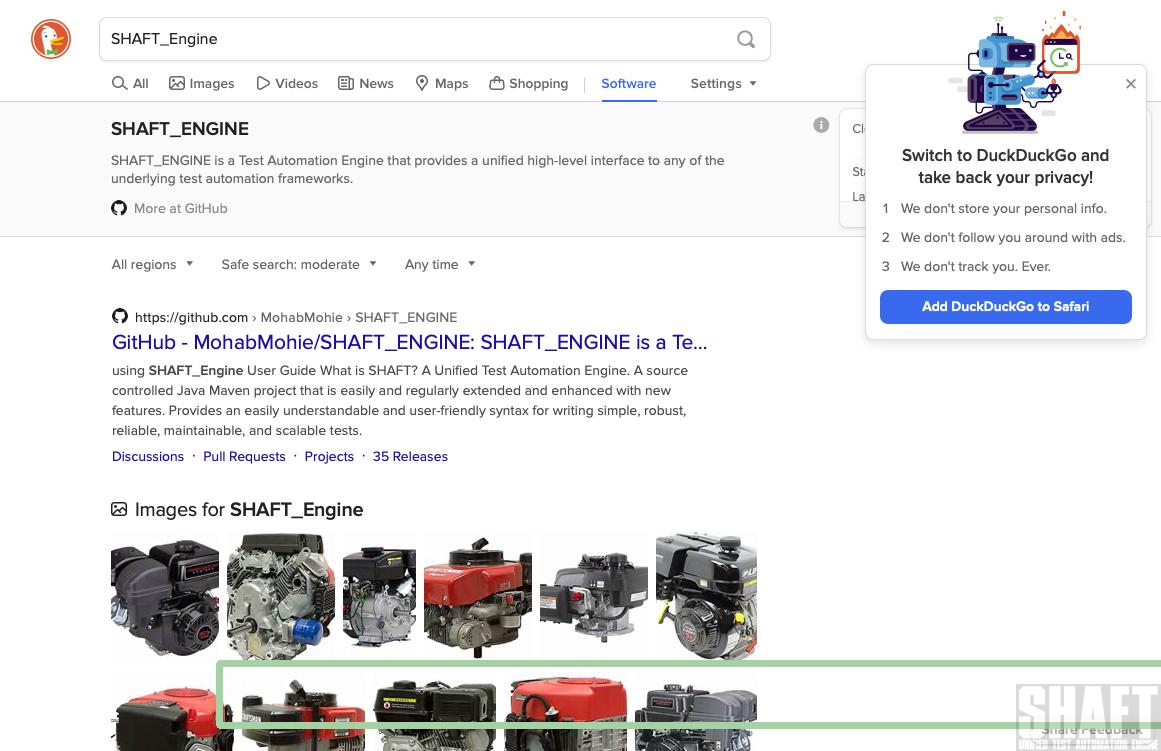 SHAFT_Engine
All Images Videos News Maps Shopping Software Settings
SHAFT_ENGINE
SHAFT_ENGINE is a Test Automation Engine that provides a unified high-level interface to any of the
underlying test automation frameworks.
More at GitHub
Switch to DuckDuckGo and
take back your privacy!
1 We don't store your personal info.
2 We don't follow you around with ads.
3 We don't track you. Ever.
Add DuckDuckGo to Safari
All regions Safe search: moderate Any time
https://github.com › MohabMohie › SHAFT_ENGINE
GitHub - MohabMohie/SHAFT_ENGINE: SHAFT_ENGINE is a Te...
using SHAFT_Engine User Guide What is SHAFT? A Unified Test Automation Engine. A source
controlled Java Maven project that is easily and regularly extended and enhanced with new
features. Provides an easily understandable and user-friendly syntax for writing simple, robust,
reliable, maintainable, and scalable tests.
Discussions · Pull Requests · Projects · 35 Releases
Images for SHAFT_Engine
SHAFT
Share Feedback